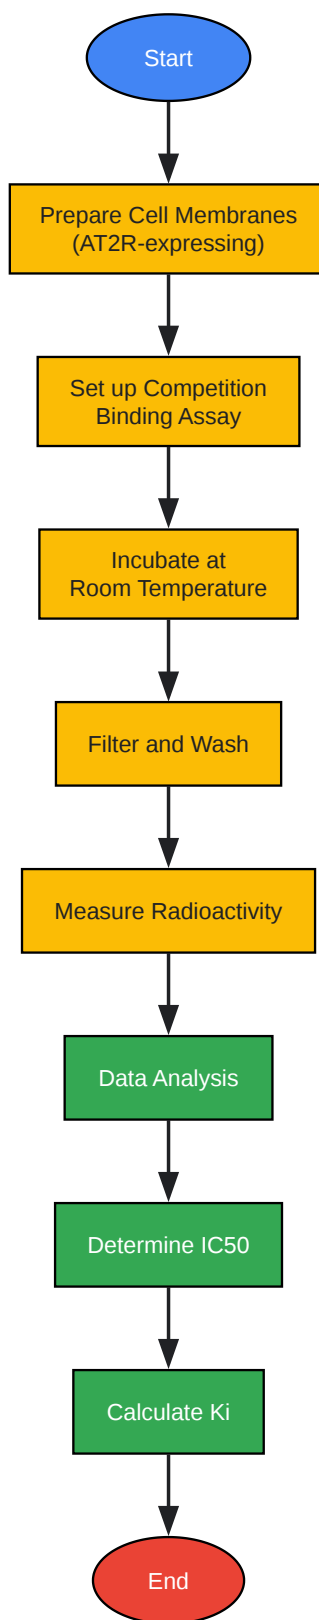 Start
Prepare Cell Membranes
(AT2R-expressing)
Set up Competition
Binding Assay
Incubate at
Room Temperature
Filter and Wash
Measure Radioactivity
Data Analysis
Determine IC50
Calculate Ki
End